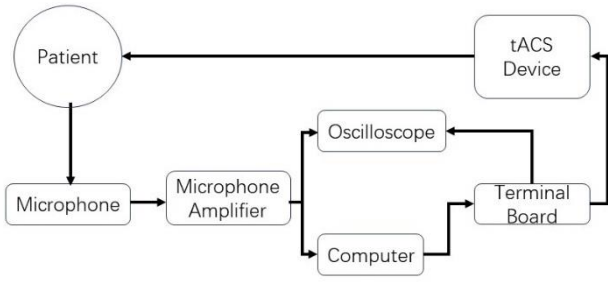 Patient
tACS
Device
Oscilloscope
Microphone
Microphone
Amplifier
Terminal
Board
Computer